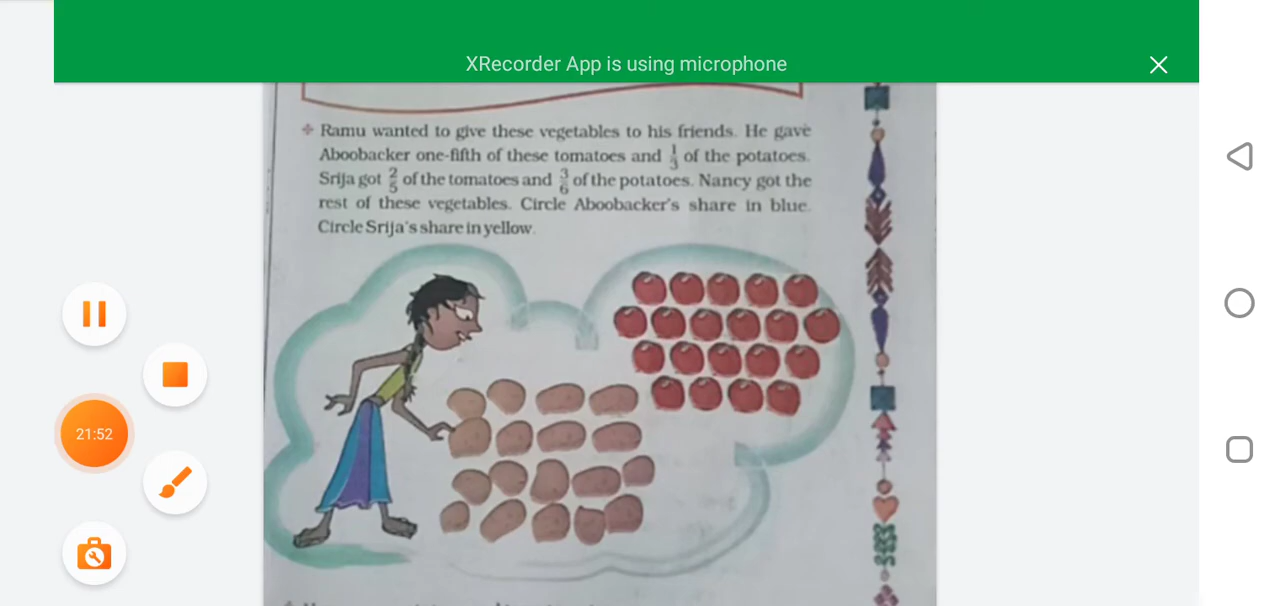 XRecorder App is using microphone
✢ Ramu wanted to give these vegetables to his friends. He gave
Aboobacker one-fifth of these tomatoes and 1/3 of the potatoes.
Srija got 2/5 of the tomatoes and 3/6 of the potatoes. Nancy got the
rest of these vegetables. Circle Aboobacker's share in blue.
Circle Srija's share in yellow.
21:52